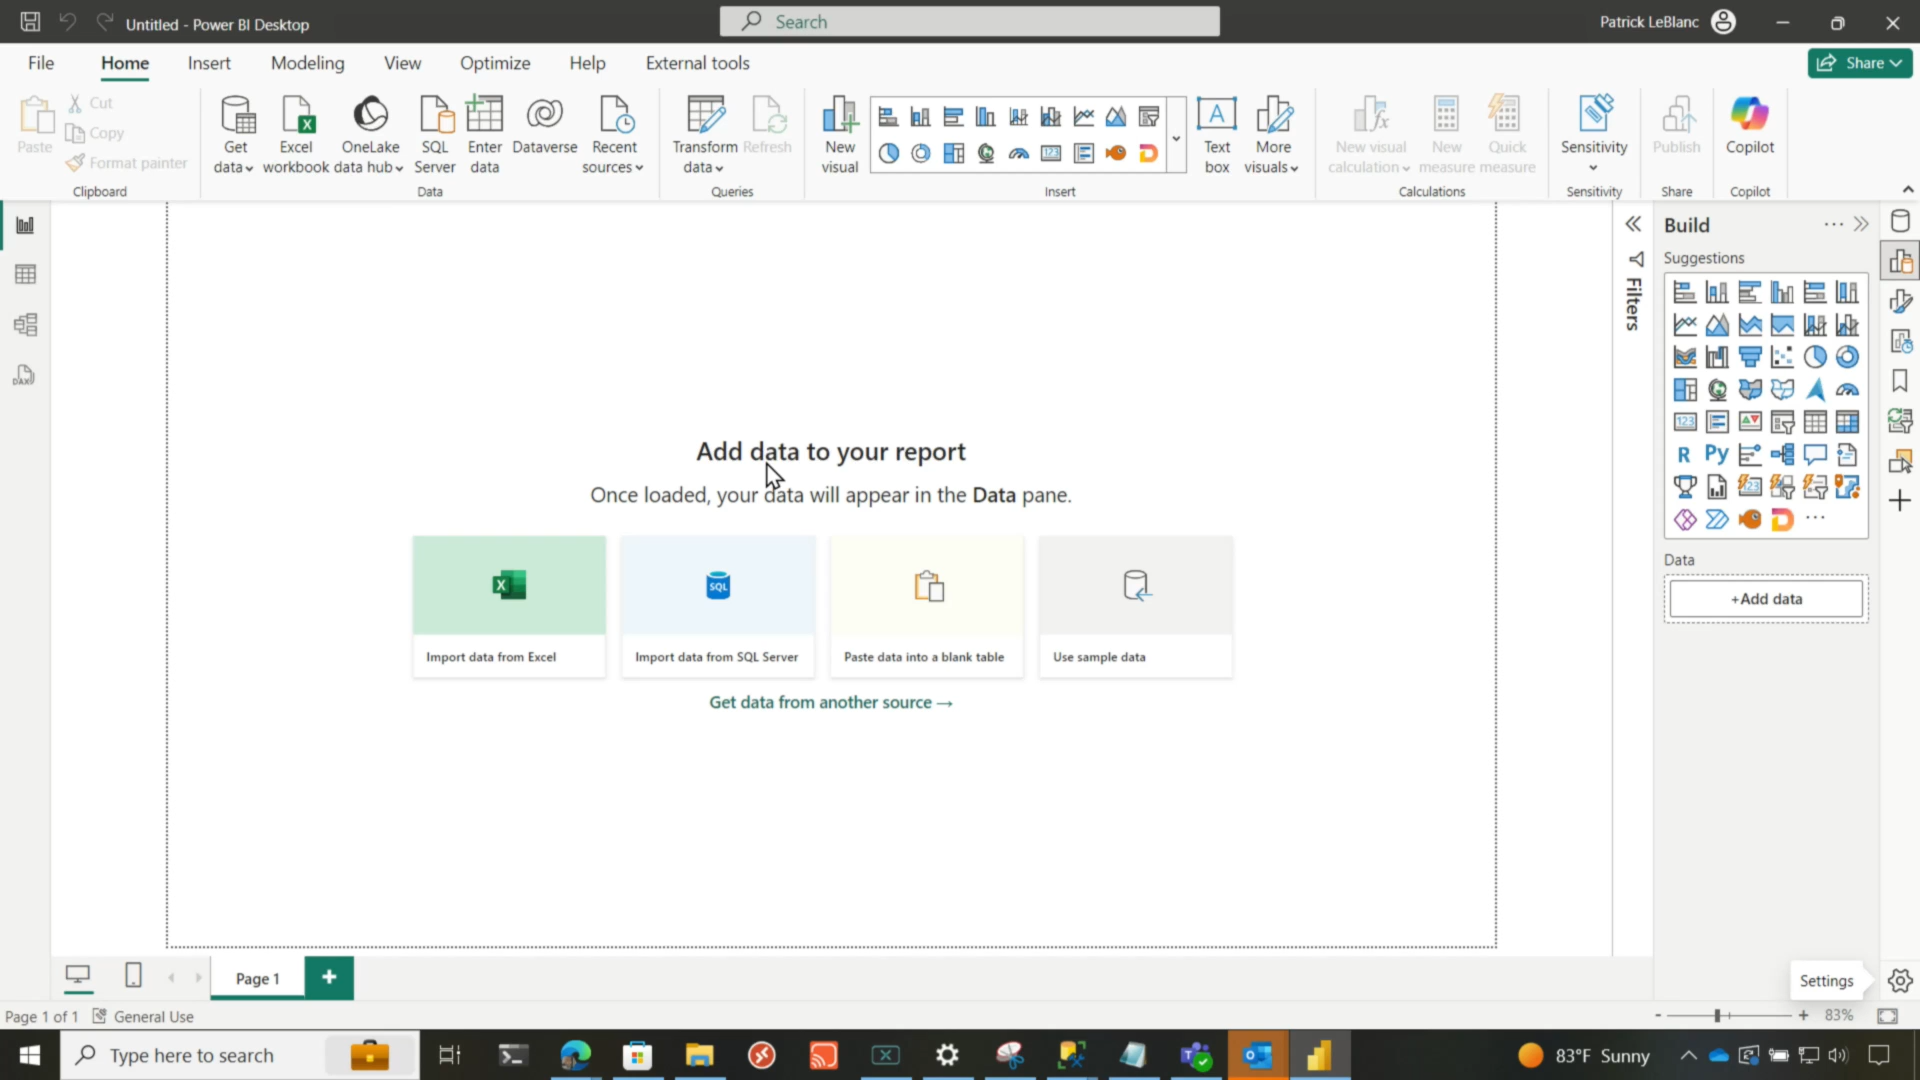 Untitled - Power BI Desktop
Search
Patrick LeBlanc
File Home Insert Modeling View Optimize Help External tools
Share
Paste
Cut
Copy
Format painter
Clipboard
Get data
Excel workbook
OneLake data hub
SQL Server
Enter data
Dataverse
Recent sources
Data
Transform data
Refresh
Queries
New visual
123
Insert
A
Text box
More visuals
New visual calculation
New measure
Quick measure
Calculations
Sensitivity
Sensitivity
Publish
Share
Copilot
Copilot
DAX
Filters
Build
Suggestions
123
R Py
123
Data
+Add data
Add data to your report
Once loaded, your data will appear in the Data pane.
X
SQL
Import data from Excel
Import data from SQL Server
Paste data into a blank table
Use sample data
Get data from another source →
Page 1
+
Settings
Page 1 of 1
General Use
- + 83%
Type here to search
83°F Sunny